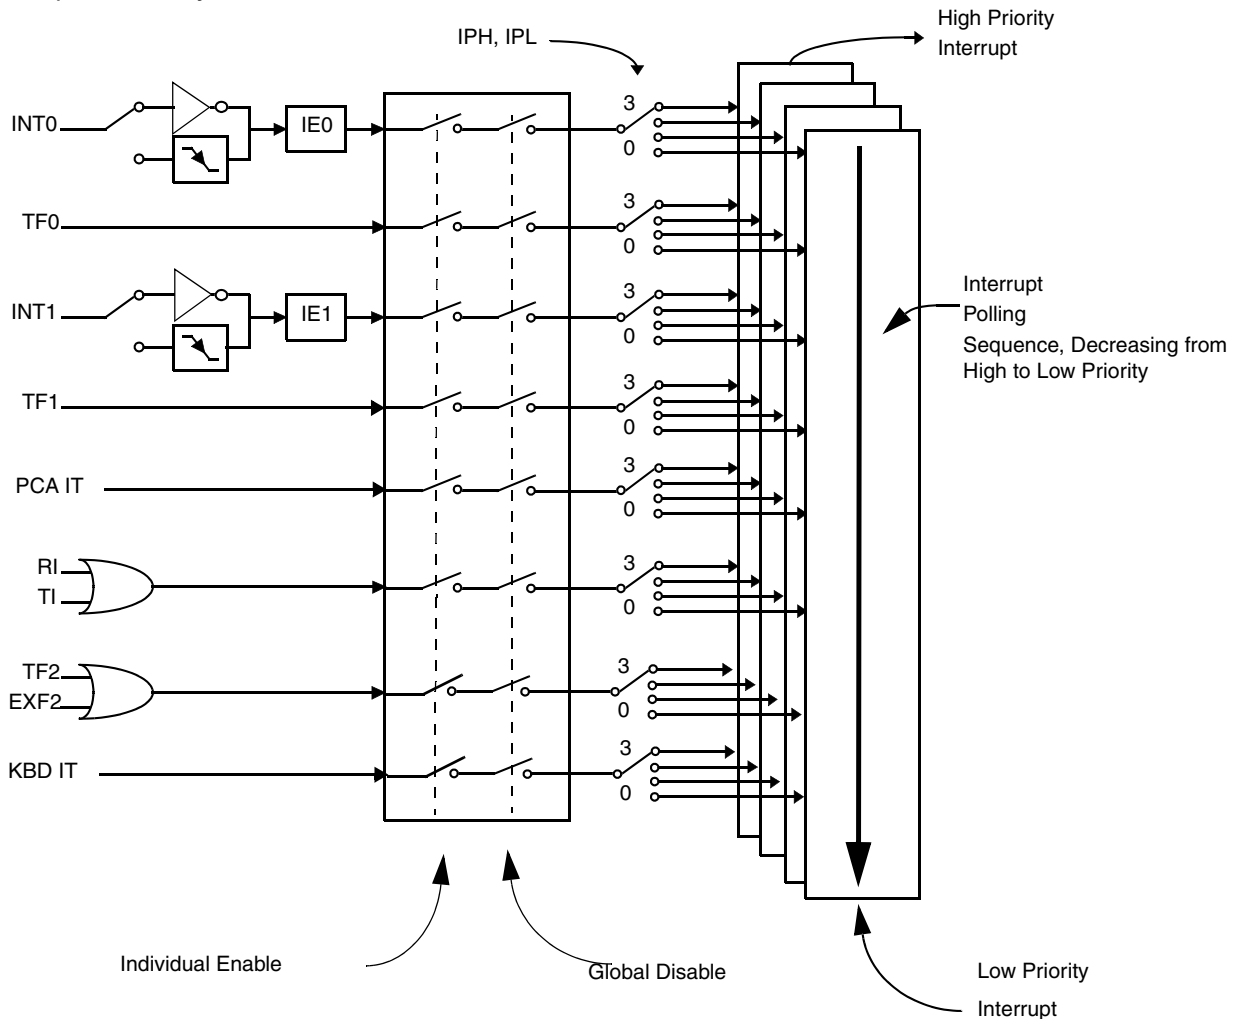 High Priority
Interrupt
IPH, IPL
INT0
IE0
3
0
TF0
3
0
INT1
IE1
3
0
Interrupt
Polling
Sequence, Decreasing from
High to Low Priority
TF1
3
0
PCA IT
3
0
RI
TI
3
0
TF2
EXF2
3
0
KBD IT
3
0
Individual Enable
Global Disable
Low Priority
Interrupt